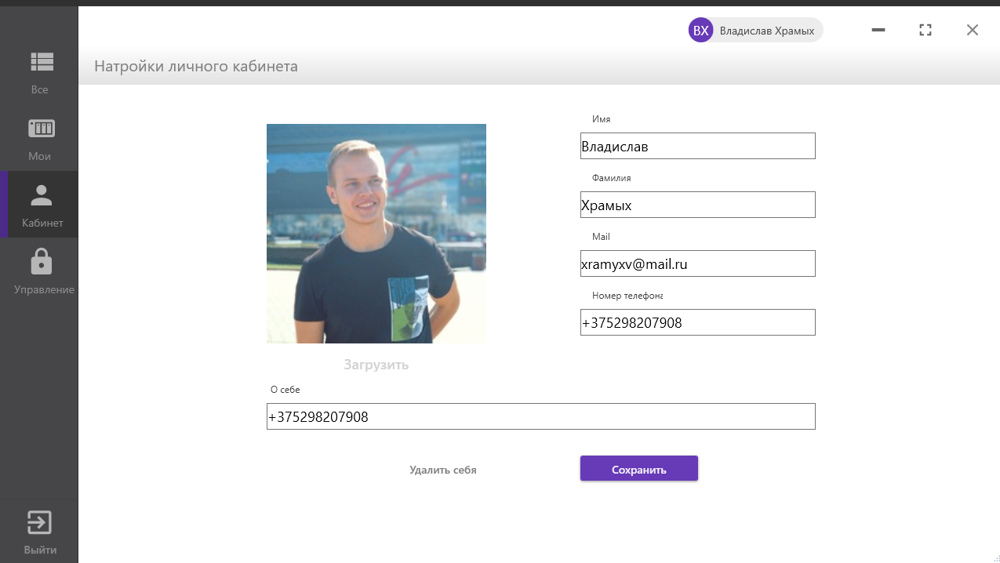 ВХ Владислав Храмых
Натройки личного кабинета
Все
Мои
Кабинет
Управление
Выйти
Имя
Владислав
Фамилия
Храмых
Mail
xramyxv@mail.ru
Номер телефона
+375298207908
Загрузить
О себе
+375298207908
Удалить себя
Сохранить